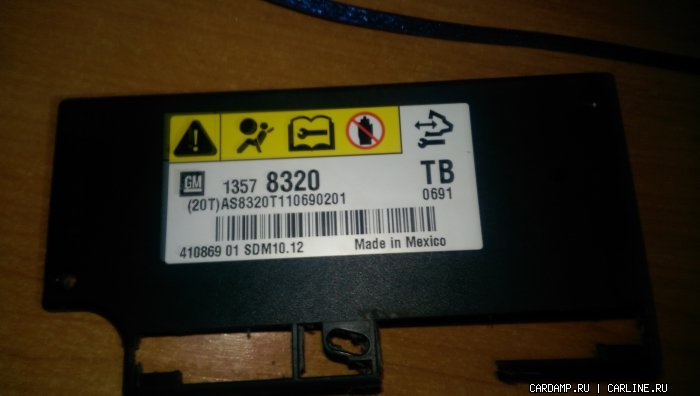 GM 1357 8320 TB
(20T)AS8320T110690201 0691
410869 01 SDM10.12 Made in Mexico
CARDAMP.RU | CARLINE.RU